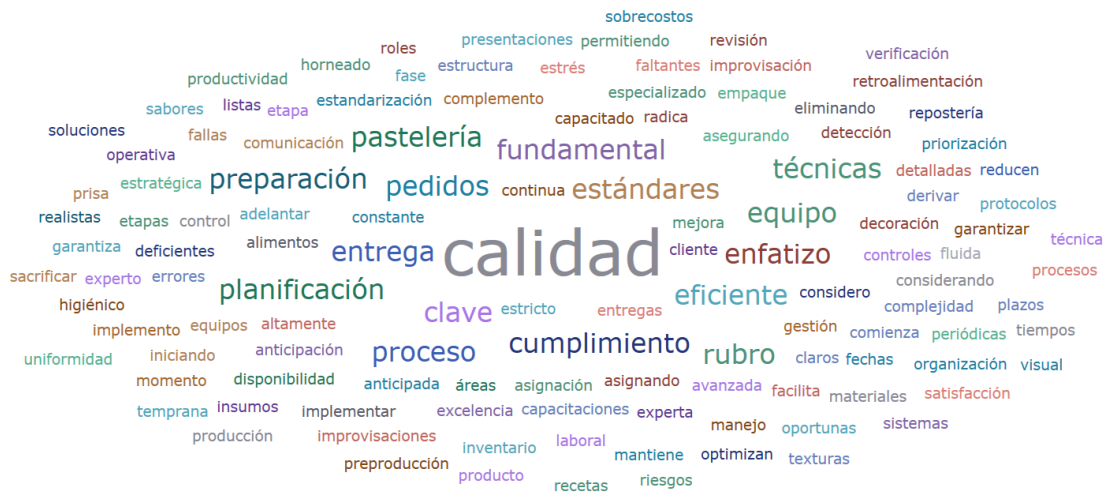 sobrecostos
roles presentaciones permitiendo revisión
verificación
productividad horneado fase estructura estrés faltantes improvisación
retroalimentación
sabores listas etapa estandarización complemento especializado empaque
eliminando repostería
soluciones fallas comunicación pastelería capacitado radica
asegurando detección priorización
operativa fundamental
prisa estratégica preparación pedidos continua estándares técnicas detalladas reducen
derivar
realistas etapas control adelantar constante mejora equipo decoración protocolos
garantizar
garantiza deficientes alimentos entrega calidad cliente enfatizo controles fluida técnica
sacrificar experto errores planificación eficiente considero considerando procesos
higiénico clave estricto entregas complejidad plazos
implemento equipos altamente gestión comienza periódicas tiempos
uniformidad iniciando anticipación proceso cumplimiento rubro claros fechas organización visual
momento disponibilidad anticipada áreas asignación asignando avanzada facilita materiales satisfacción
temprana insumos implementar excelencia capacitaciones experta manejo oportunas sistemas
producción improvisaciones inventario laboral mantiene optimizan texturas
preproducción producto recetas riesgos